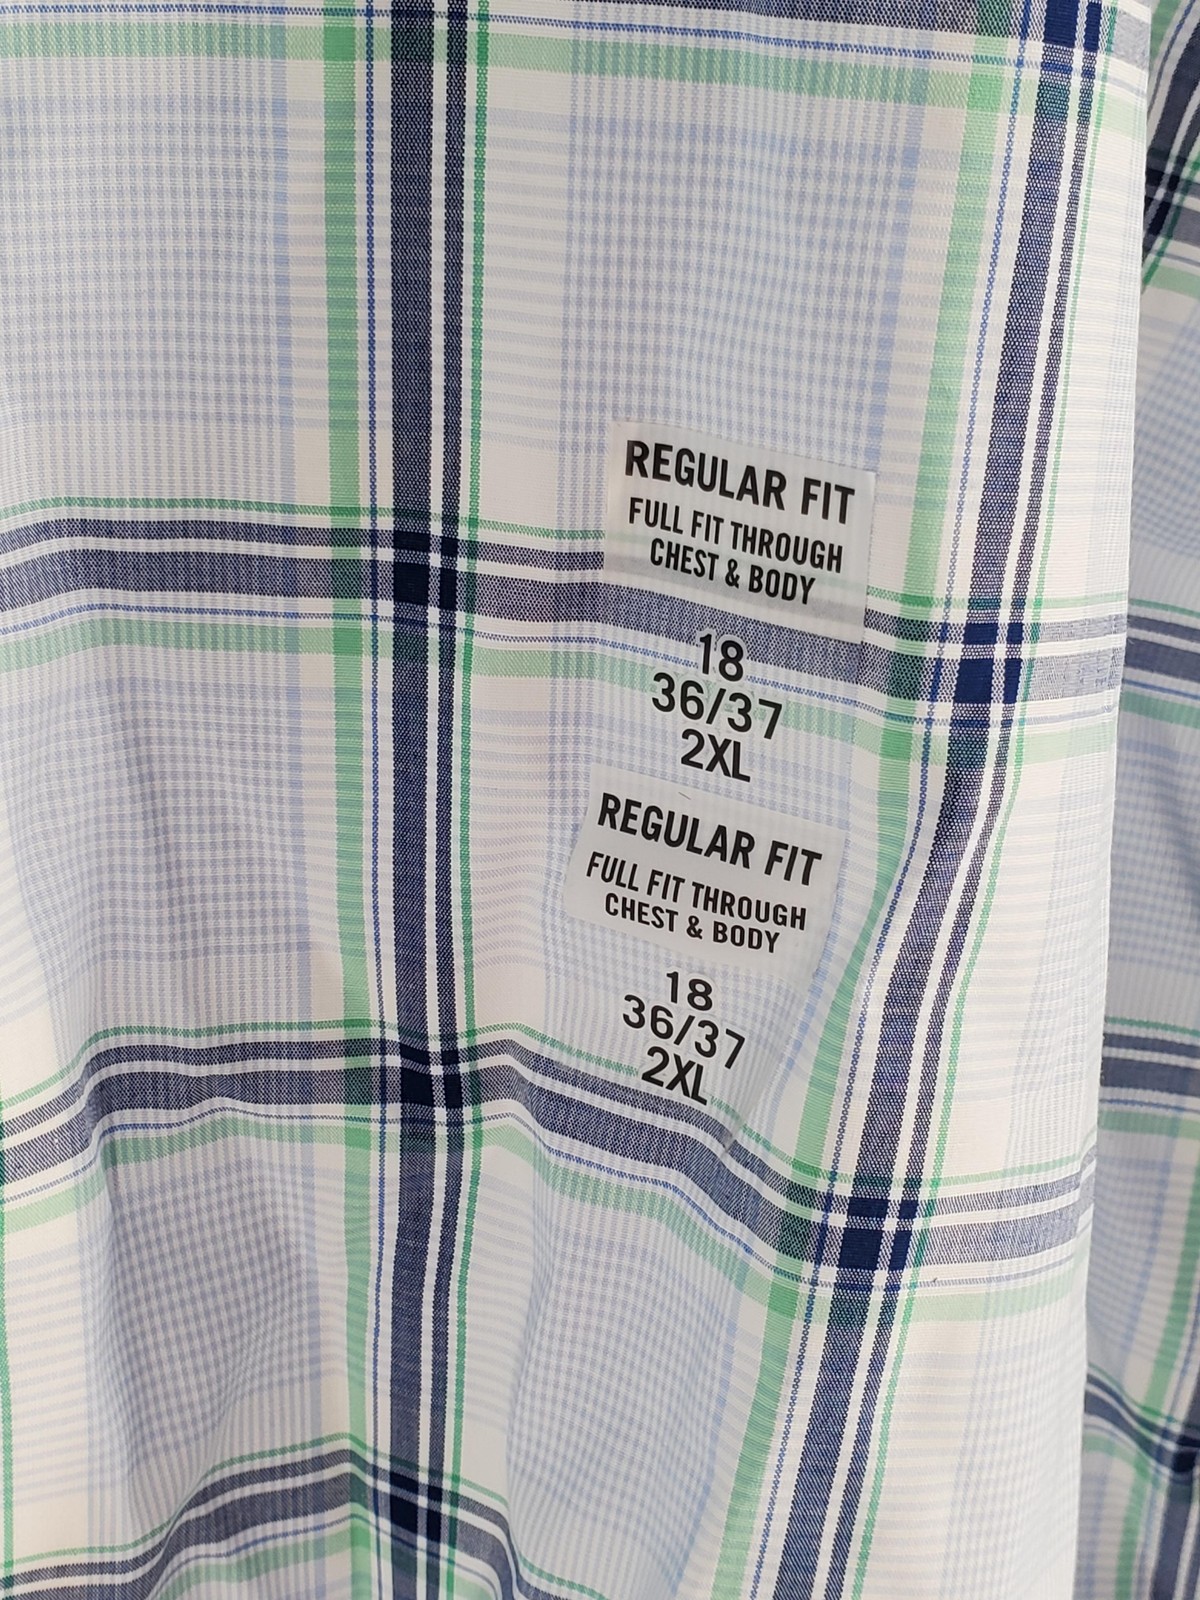 REGULAR FIT
FULL FIT THROUGH
CHEST & BODY
18
36/37
2XL
REGULAR FIT
FULL FIT THROUGH
CHEST & BODY
18
36/37
2XL